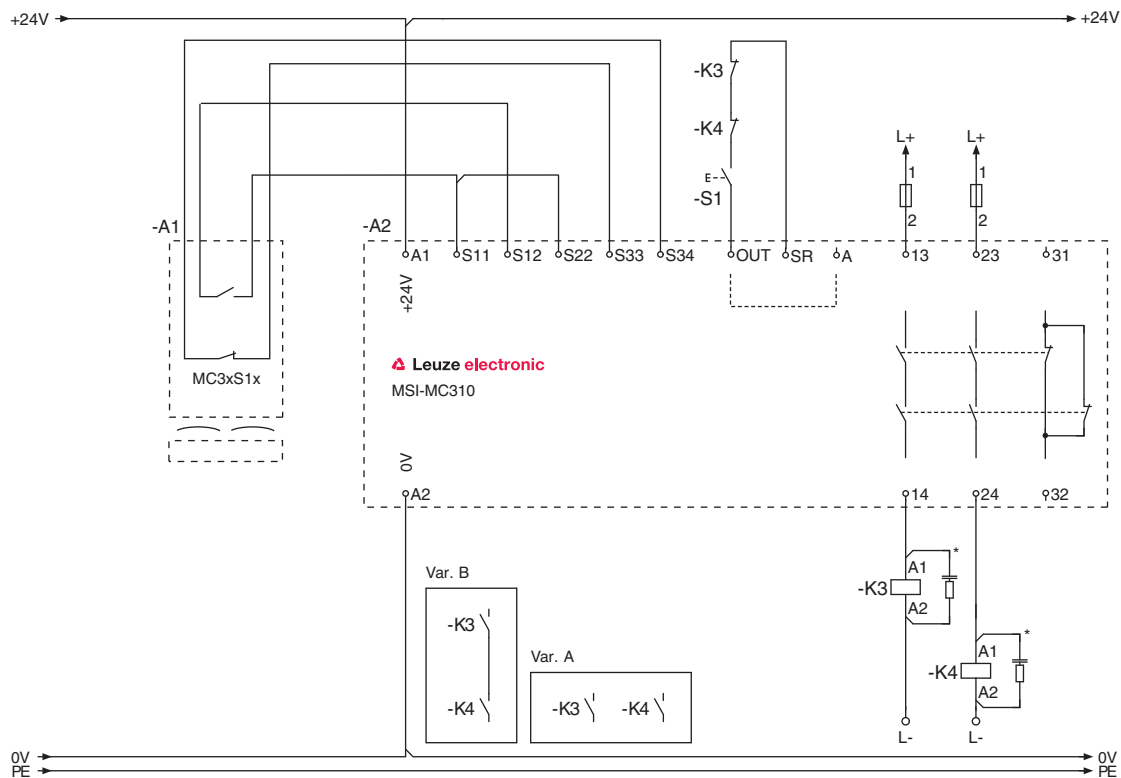 +24V +24V
-K3
-K4
L+ L+
1 1
E
-S1
2 2
-A1 -A2
A1 S11 S12 S22 S33 S34 OUT SR A 13 23 31
+24V
Leuze electronic
MC3xS1x
MSI-MC310
0V
A2 14 24 32
*
A1
-K3
A2
Var. B
-K3
-K4
Var. A
-K3 -K4
*
A1
-K4
A2
L- L-
0V 0V
PE PE